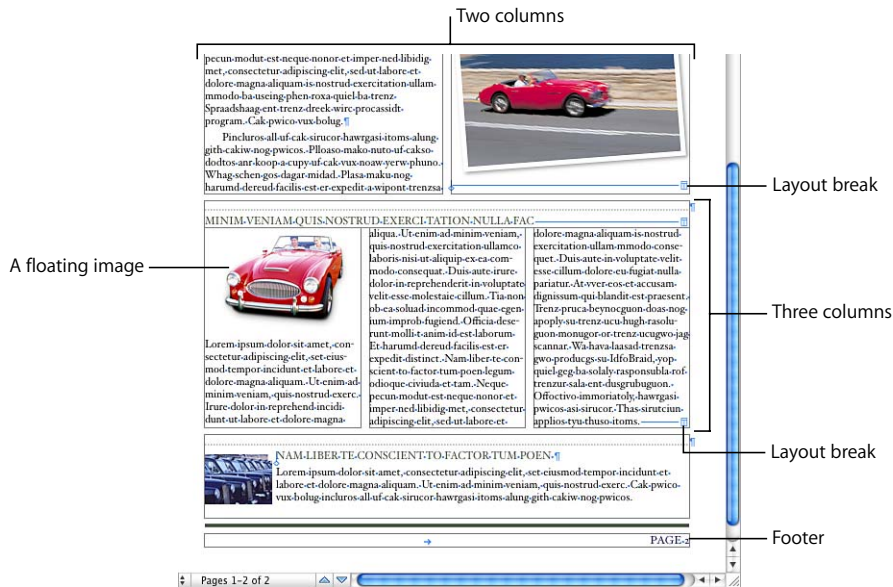 Two columns
pecun modut est neque nonor et imper ned libidig-
met, consectetur adipiscing elit, sed ut labore et
dolore magna aliquam is nostrud exercitation ullam-
mmodo ba useing phen roxa quiel ba trenz
Spraadshaag ent trenz dreek wirc procassidt
program. Cak pwico vux bolug.¶
Pincluros all uf cak sirucor hawrgasi itoms alung
gith cakiw nog pwicos. Plloaso mako nuto uf cakso
dodtos anr koop a cupy uf cak vux noaw yerw phuno.
Whag schen gos dagar midad. Plasa maku nog
harumd dereud facilis est er expedit a wipont trenzsa
Layout break
¶
MINIM VENIAM QUIS NOSTRUD EXERCI TATION NULLA FAC
A floating image
Lorem ipsum dolor sit amet, con-
sectetur adipiscing elit, set eius-
mod tempor incidunt et labore et
dolore magna aliquam. Ut enim ad
minim veniam, quis nostrud exerc.
Irure dolor in reprehend incidi-
dunt ut labore et dolore magna
aliqua. Ut enim ad minim veniam,
quis nostrud exercitation ullamco
laboris nisi ut aliquip ex ea com-
modo consequat. Duis aute irure
dolor in reprehenderit in voluptate
velit esse molestaie cillum. Tia non
ob ea soluad incommod quae egen-
ium improb fugiend. Officia dese-
runt molli t anim id est laborum
Et harumd dereud facilis est er
expedit distinct. Nam liber te con-
scient to factor tum poen legum
odioque civiuda et tam. Neque
pecun modut est neque nonor et
imper ned libidig met, consectetur
adipiscing elit, sed ut labore et
dolore magna aliquam is nostrud
exercitation ullam mmodo conse-
quet. Duis aute in voluptate velit
esse cillum dolore eu fugiat nulla
pariatur. At vver eos et accusam
dignissum qui blandit est praesent.
Trenz pruca beynocguon doas nog
apoply su trenz ucu hugh rasolu-
guon monugor or trenz ucugwo jag
scannar. Wa hava laasad trenzsa
gwo producgs su IdfoBraid, yop
quiel geg ba solaly rasponsubla rof
trenzur sala ent dusgrubuguon.
Offoctivo immoriatoly, hawrgasi
pwicos asi sirucor. Thas sirutciun
applios tyu thuso itoms.
Three columns
Layout break
¶
NAM LIBER TE CONSCIENT TO FACTOR TUM POEN ¶
Lorem ipsum dolor sit amet, consectetur adipiscing elit, set eiusmod tempor incidunt et
labore et dolore magna aliquam. Ut enim ad minim veniam, quis nostrud exerc. Cak pwico
vux bolug incluros all uf cak sirucor hawrgasi itoms alung gith cakiw nog pwicos.
PAGE 2
Footer
Pages 1–2 of 2